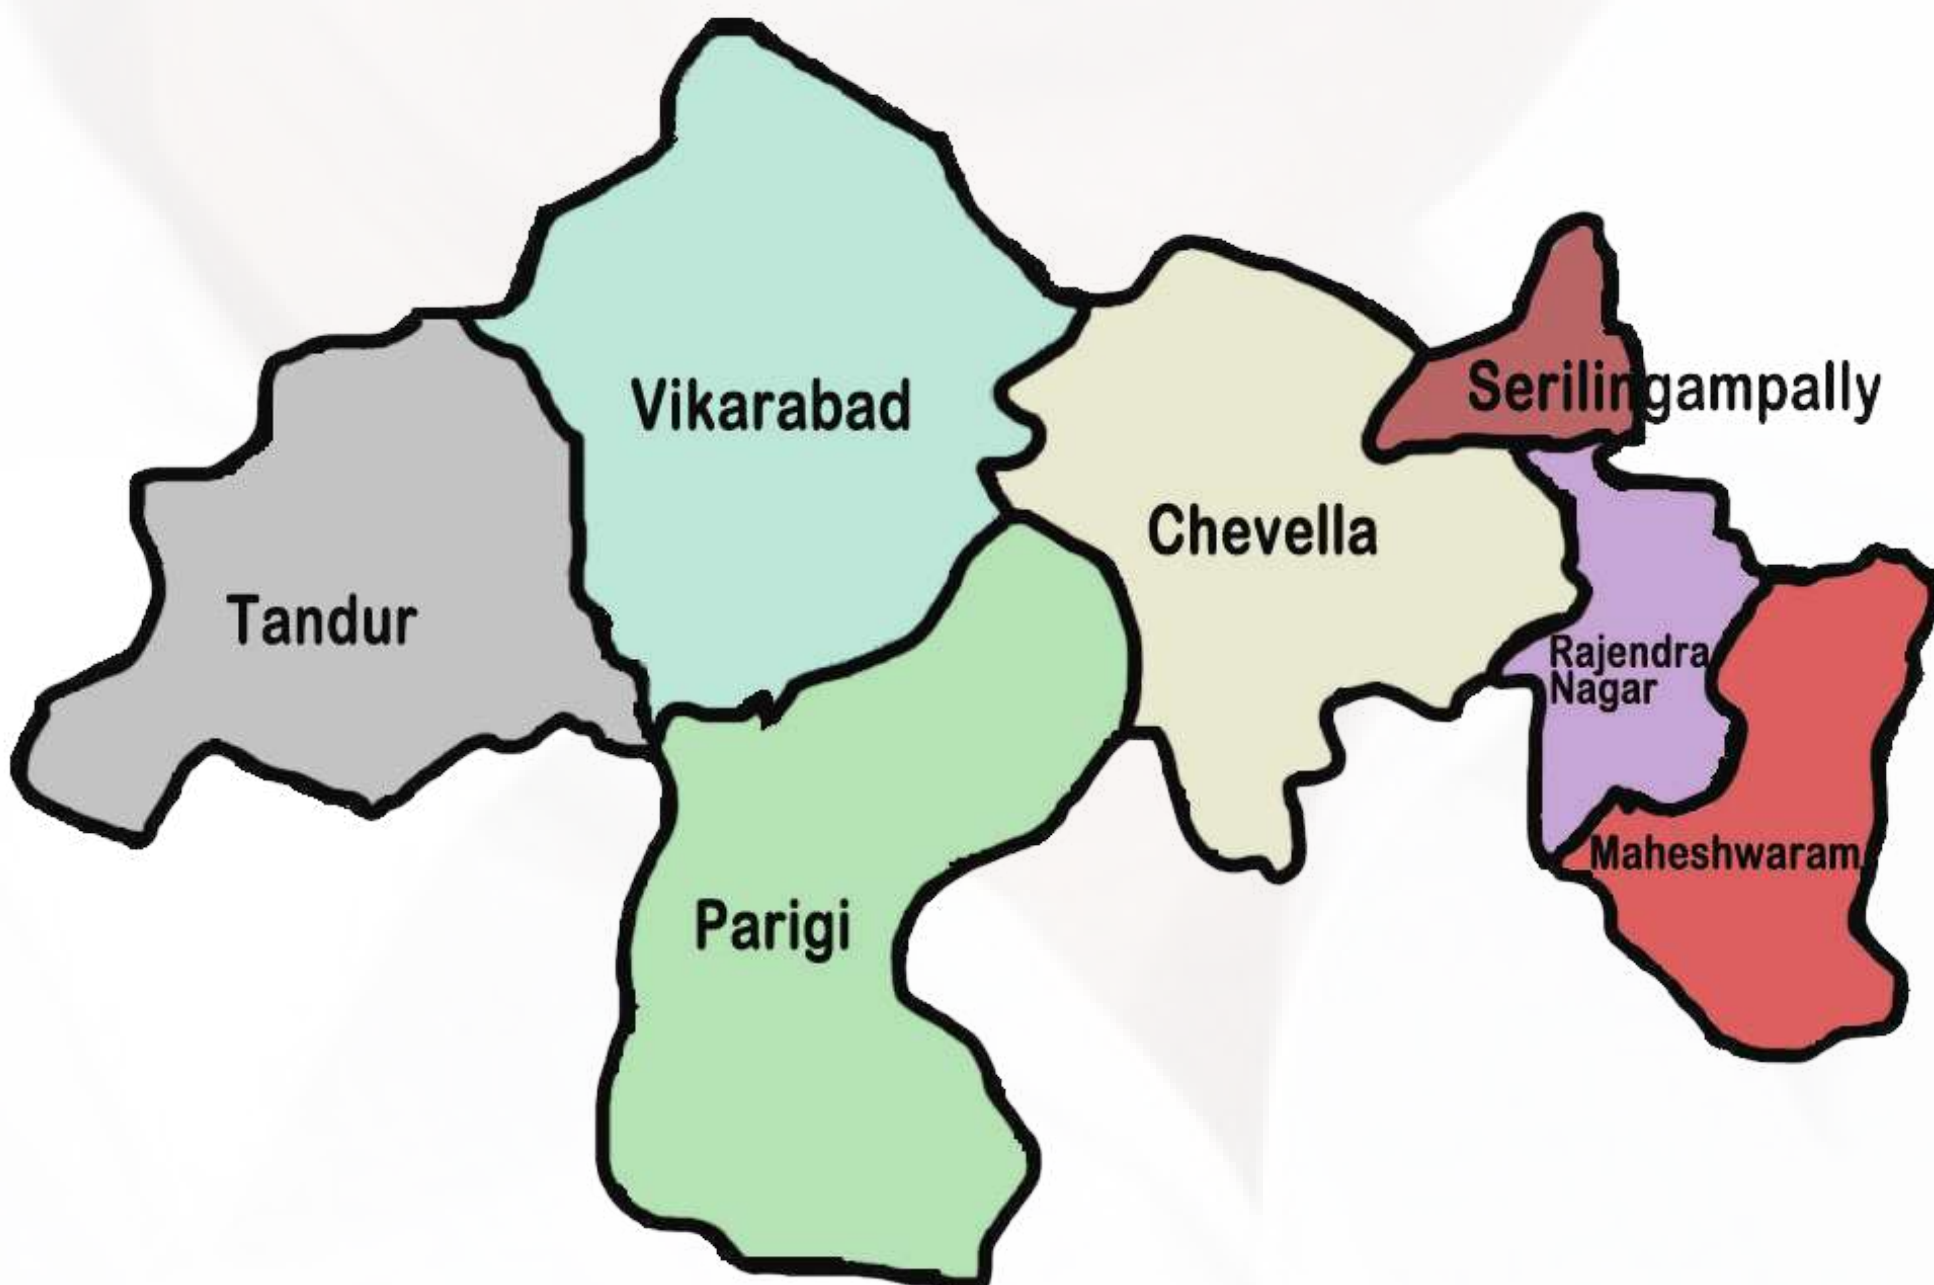 Vikarabad
Serilingampally
Chevella
Tandur
Rajendra
Nagar
Maheshwaram
Parigi